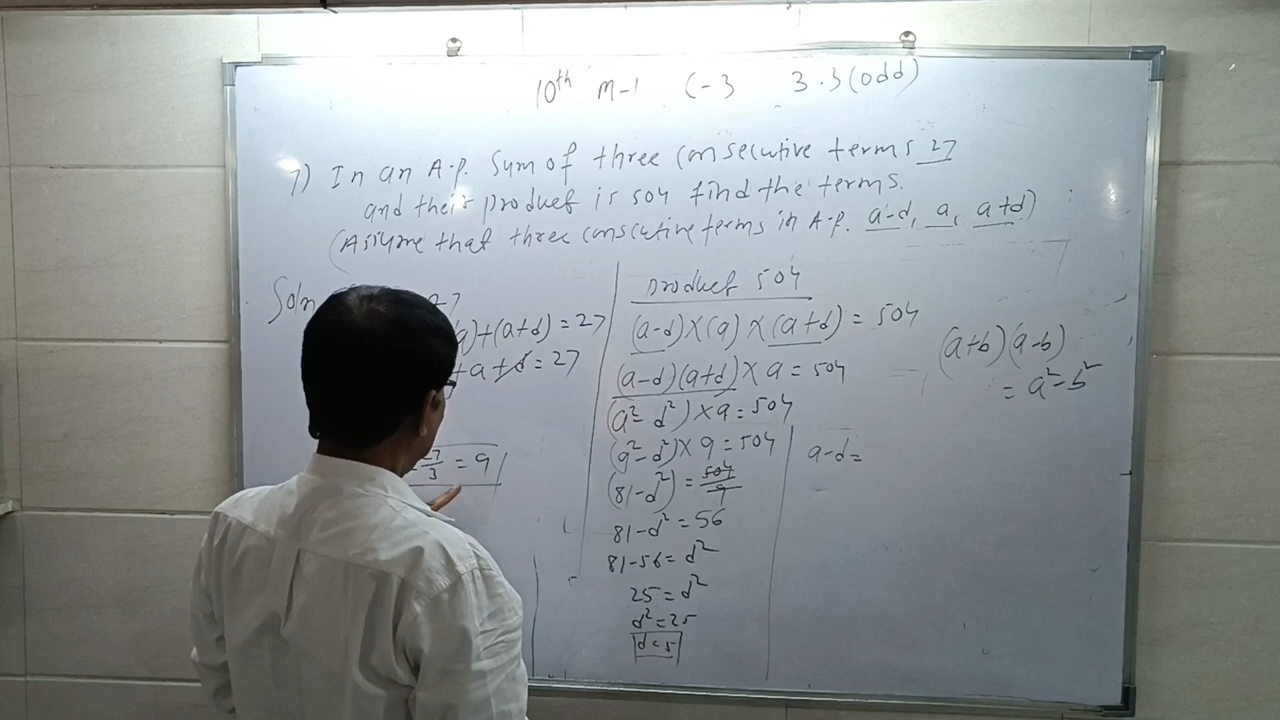 10th M-1 C-3 3.3 (odd)
7) In an A.P. Sum of three consecutive terms 27
and their product is 504 find the terms.
(Assume that three conscutive terms in A.P. a-d, a, a+d)
Soln
a)+(a+d) = 27
+a+d = 27
27/3 = 9
product 504
(a-d)×(a)×(a+d) = 504
(a-d)(a+d)×a = 504
(a²-d²)×a = 504
(9²-d²)×9 = 504
(81-d²) = 504/9
81-d² = 56
81-56 = d²
25 = d²
d² = 25
d = 5
a-d =
(a+b)(a-b)
= a²-b²